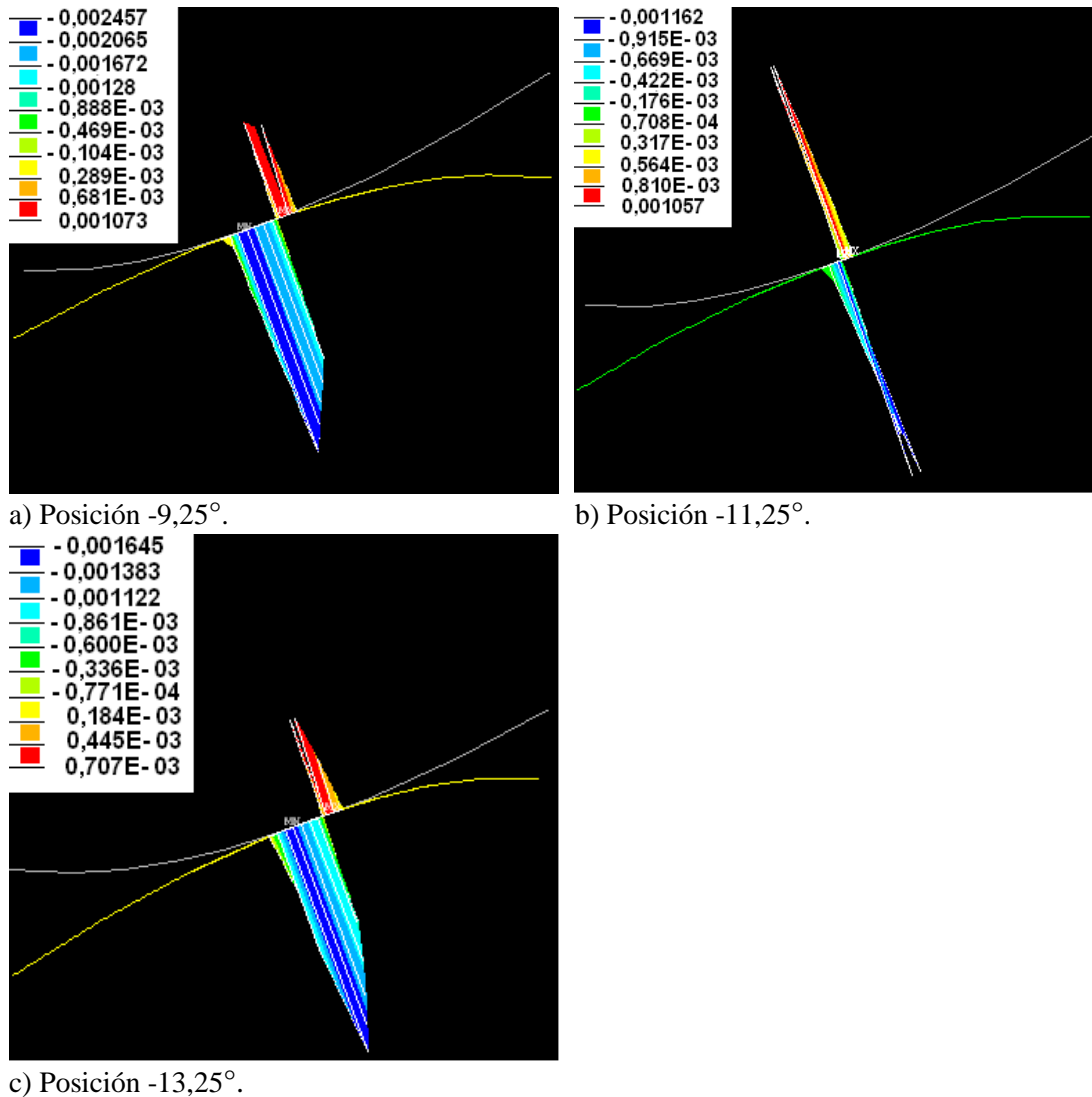 - 0,002457
- 0,002065
- 0,001672
- 0,00128
- 0,888E- 03
- 0,469E- 03
- 0,104E- 03
0,289E- 03
0,681E- 03
0,001073
MN
a) Posición -9,25°.
- 0,001162
- 0,915E- 03
- 0,669E- 03
- 0,422E- 03
- 0,176E- 03
0,708E- 04
0,317E- 03
0,564E- 03
0,810E- 03
0,001057
b) Posición -11,25°.
- 0,001645
- 0,001383
- 0,001122
- 0,861E- 03
- 0,600E- 03
- 0,336E- 03
- 0,771E- 04
0,184E- 03
0,445E- 03
0,707E- 03
MN
c) Posición -13,25°.